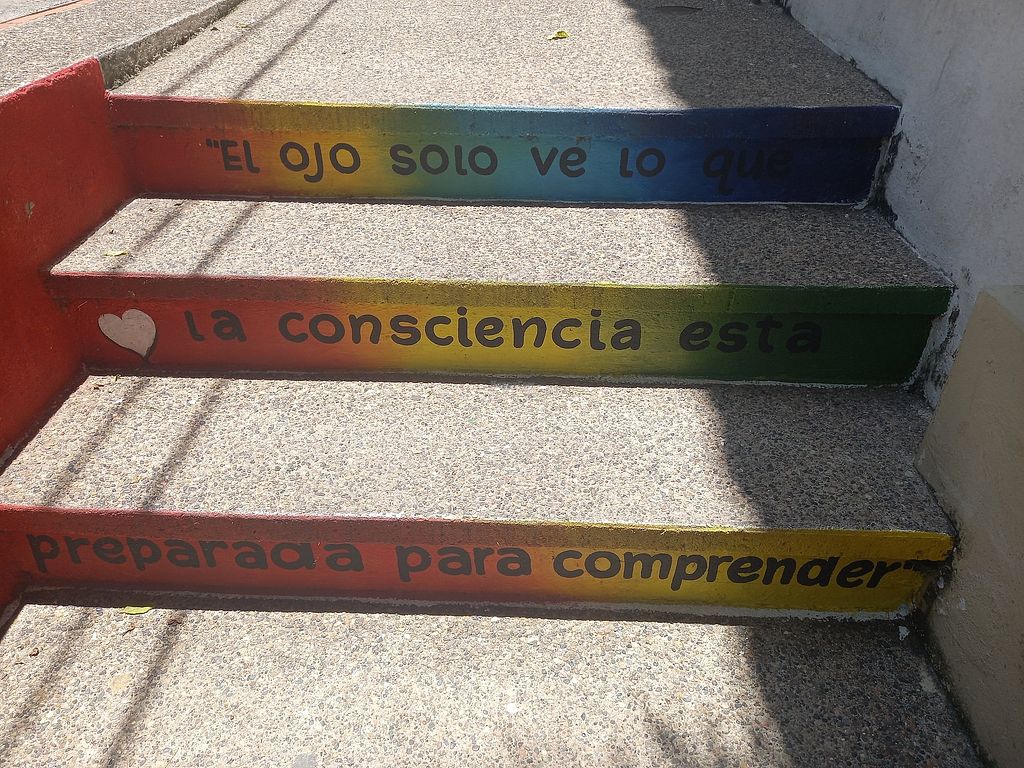 "El ojo solo ve lo que
la consciencia esta
preparada para comprender"